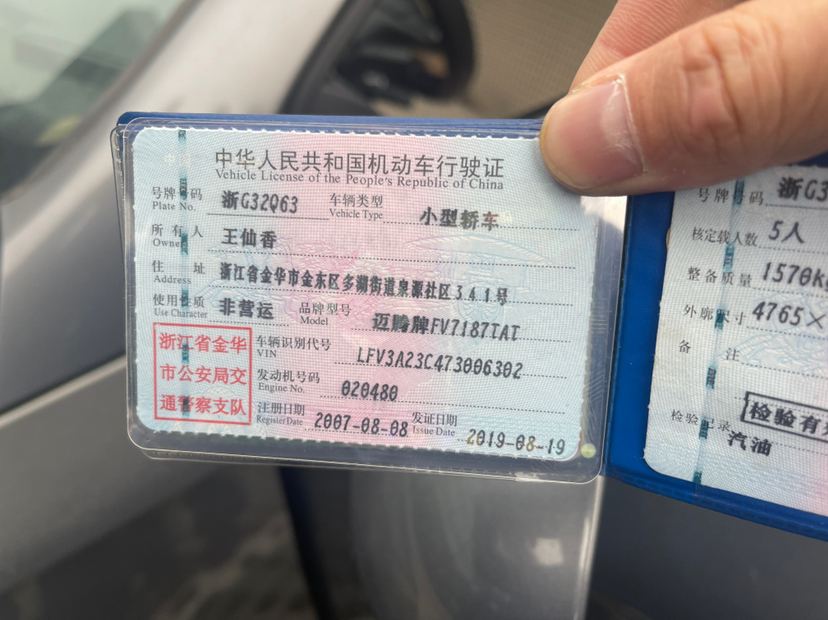 中华人民共和国机动车行驶证
Vehicle License of the People's Republic of China
号牌号码 浙G32Q63 车辆类型 小型轿车
Plate No. Vehicle Type
所有人 王仙香
Owner
住址 浙江省金华市金东区多湖街道泉源社区341号
Address
使用性质 非营运 品牌型号 迈腾牌FV7187TAT
Use Character Model
浙江省金华
市公安局交
通警察支队
车辆识别代号 LFV3A23C473006302
VIN
发动机号码 020480
Engine No.
注册日期 2007-08-08 发证日期 2019-08-19
Register Date Issue Date
号牌号码 浙G3
核定载人数 5人
整备质量 1570k
外廓尺寸 4765×
备注
检验有
检验记录
汽油